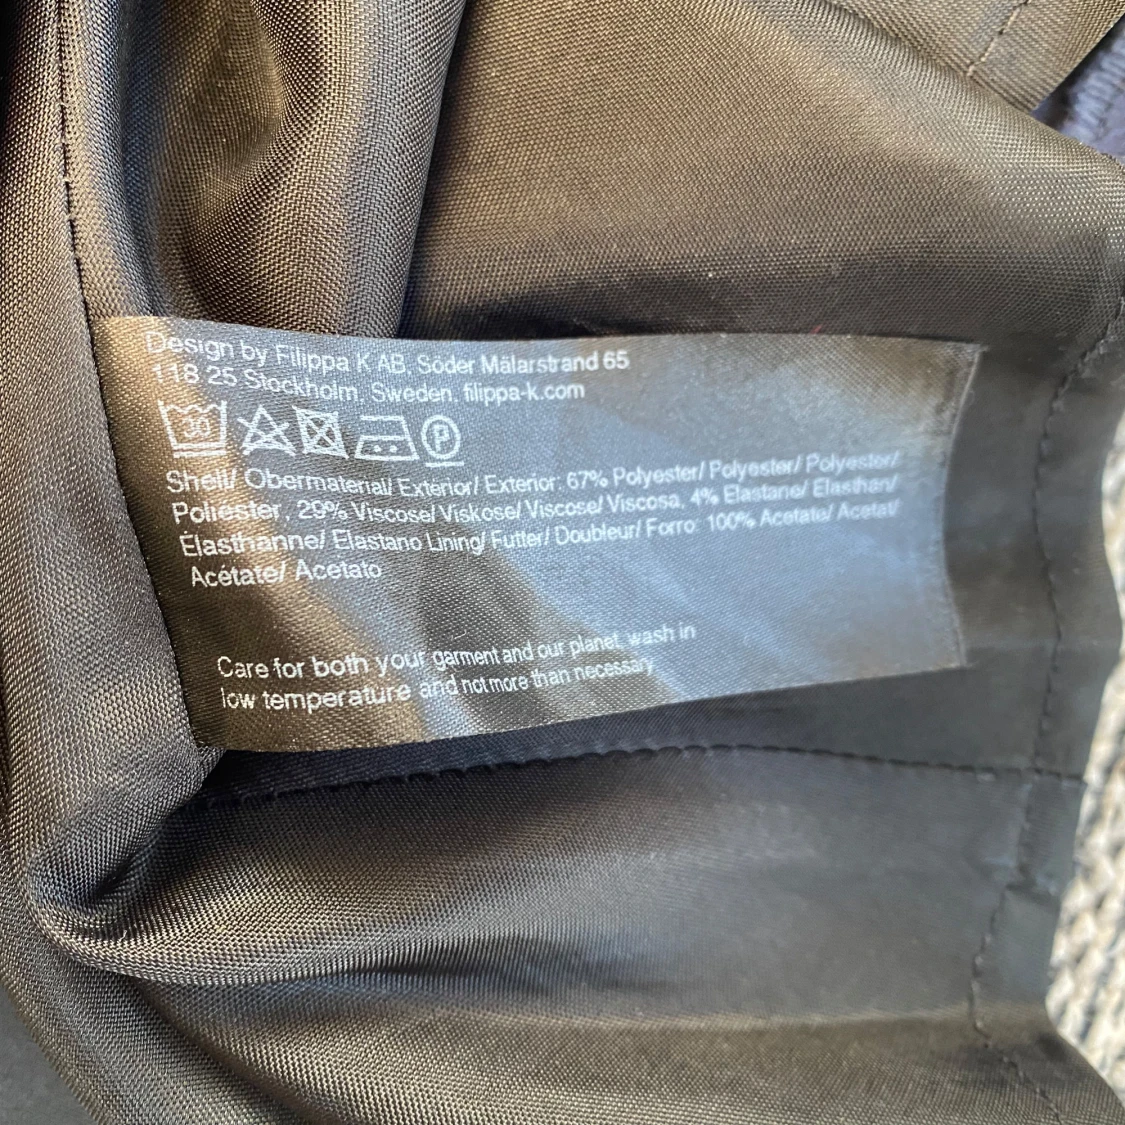 Design by Filippa K AB, Söder Mälarstrand 65
118 25 Stockholm, Sweden, filippa-k.com
30 P
Shell/ Obermaterial/ Extérior/ Exterior: 67% Polyester/ Polyester/ Polyester/
Poliester, 29% Viscose/ Viskose/ Viscose/ Viscosa, 4% Elastane/ Elasthan/
Élasthanne/ Elastano Lining/ Futter/ Doubleur/ Forro: 100% Acetate/ Acetat/
Acétate/ Acetato
Care for both your garment and our planet, wash in
low temperature and not more than necessary